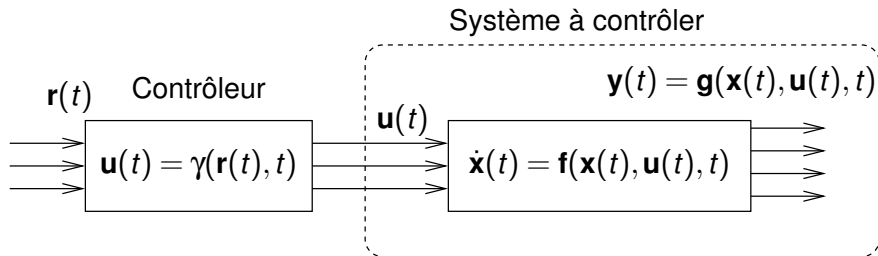 Système à contrôler
𝐲(t) = 𝐠(𝐱(t), 𝐮(t), t)
𝐫(t)
Contrôleur
𝐮(t)
𝐮(t) = γ(𝐫(t), t)
𝐱̇(t) = 𝐟(𝐱(t), 𝐮(t), t)